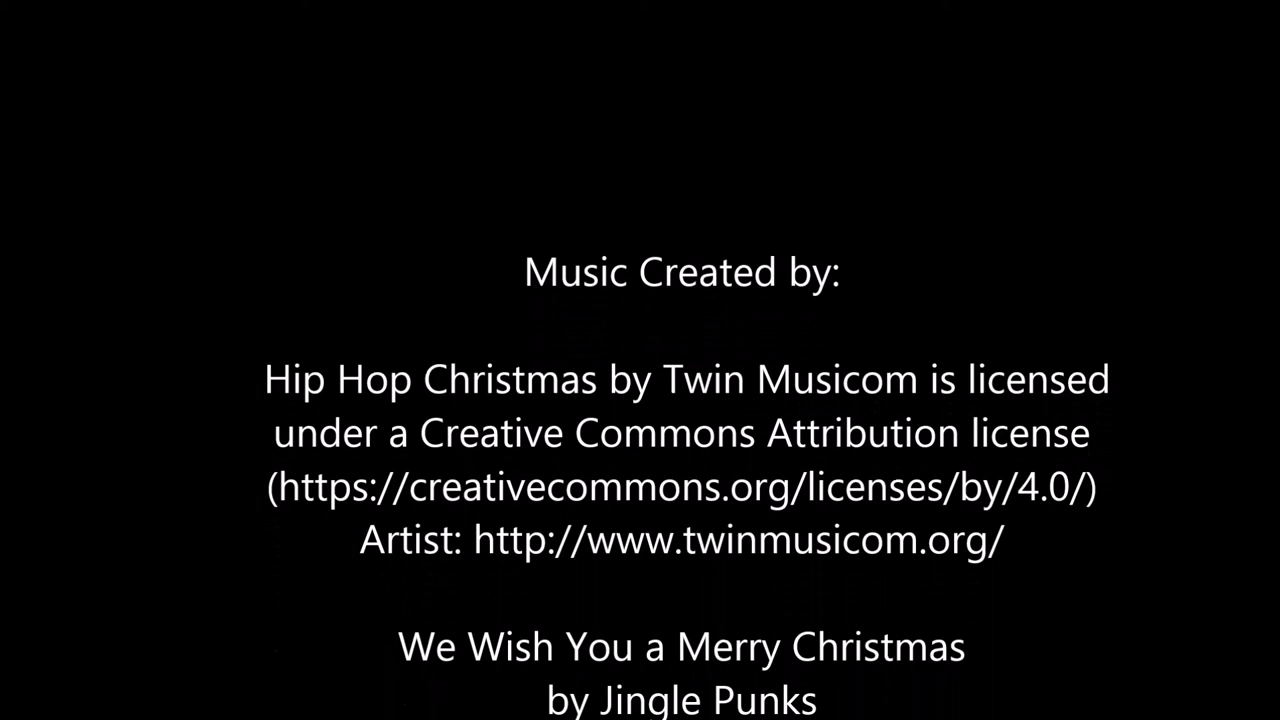 Music Created by:
Hip Hop Christmas by Twin Musicom is licensed
under a Creative Commons Attribution license
(https://creativecommons.org/licenses/by/4.0/)
Artist: http://www.twinmusicom.org/
We Wish You a Merry Christmas
by Jingle Punks